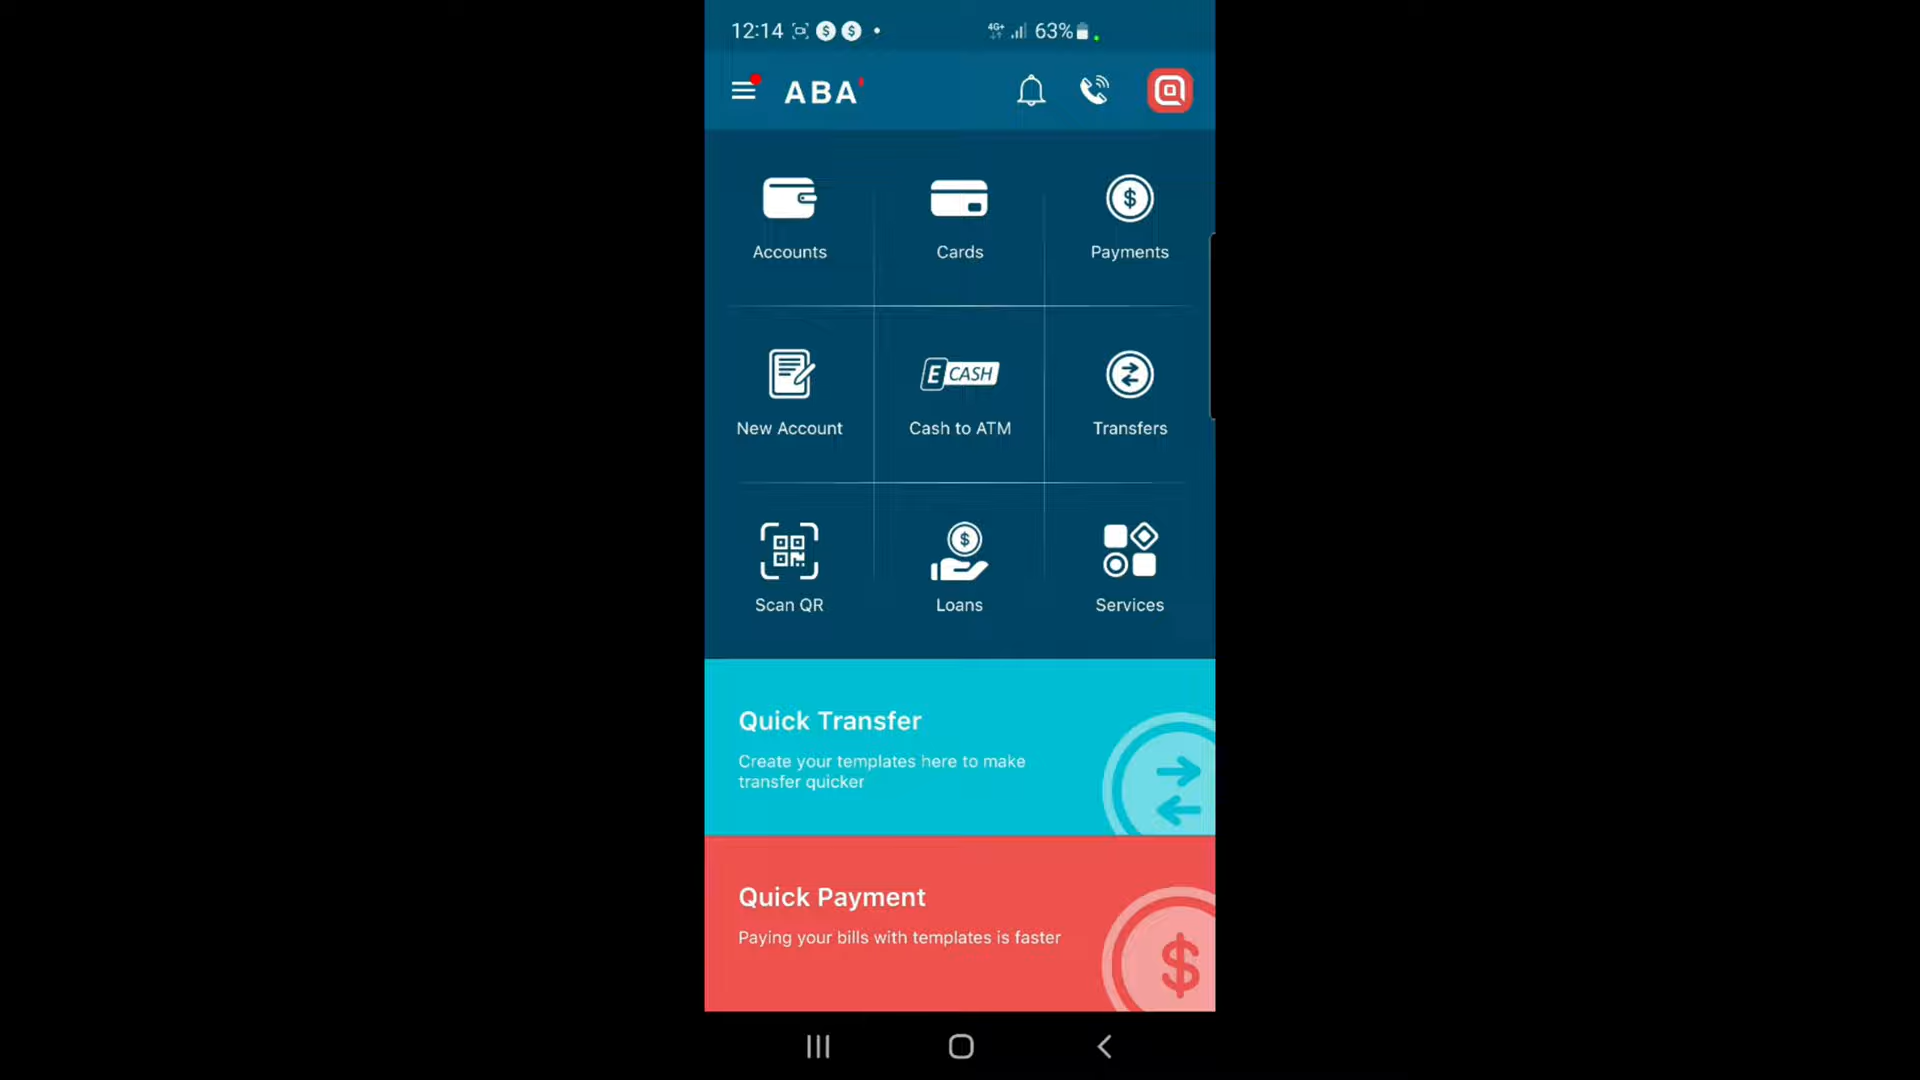 12:14 4G+ 63%
ABA'
Accounts Cards Payments
E CASH
New Account Cash to ATM Transfers
Scan QR Loans Services
Quick Transfer
Create your templates here to make
transfer quicker
Quick Payment
Paying your bills with templates is faster